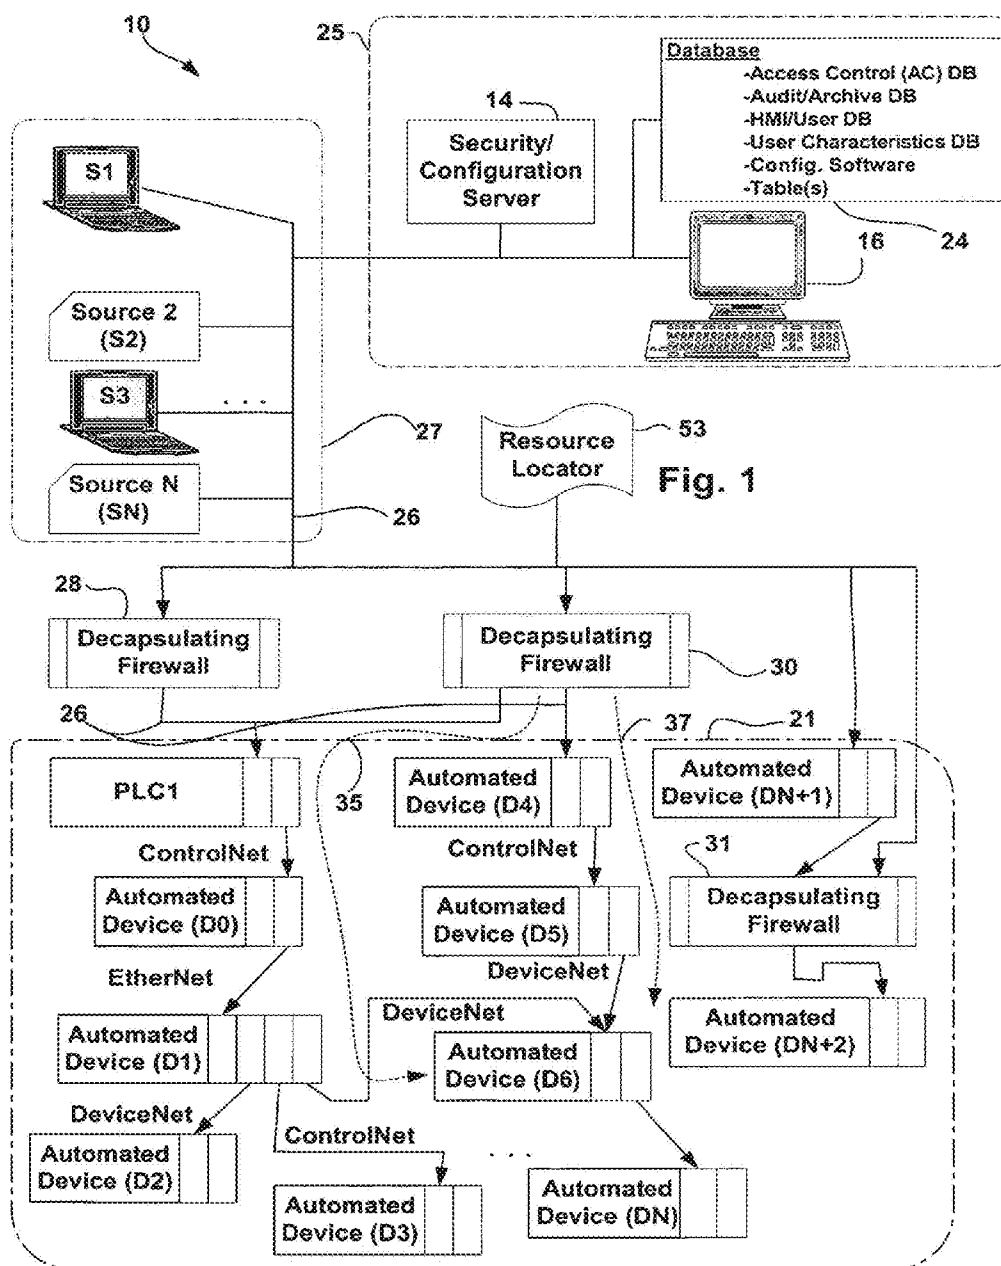 10
25
Database
-Access Control (AC) DB
-Audit/Archive DB
-HMI/User DB
-User Characteristics DB
-Config. Software
-Table(s)
14
Security/
Configuration
Server
S1
16
24
Source 2
(S2)
S3
. . .
27
53
Resource
Locator
Fig. 1
Source N
(SN)
26
28
Decapsulating
Firewall
Decapsulating
Firewall
30
26
37
21
35
PLC1
Automated
Device (D4)
Automated
Device (DN+1)
ControlNet
ControlNet
31
Automated
Device (D0)
Automated
Device (D5)
Decapsulating
Firewall
EtherNet
DeviceNet
DeviceNet
Automated
Device (D1)
Automated
Device (D6)
Automated
Device (DN+2)
DeviceNet
ControlNet
. . .
Automated
Device (D2)
Automated
Device (D3)
Automated
Device (DN)